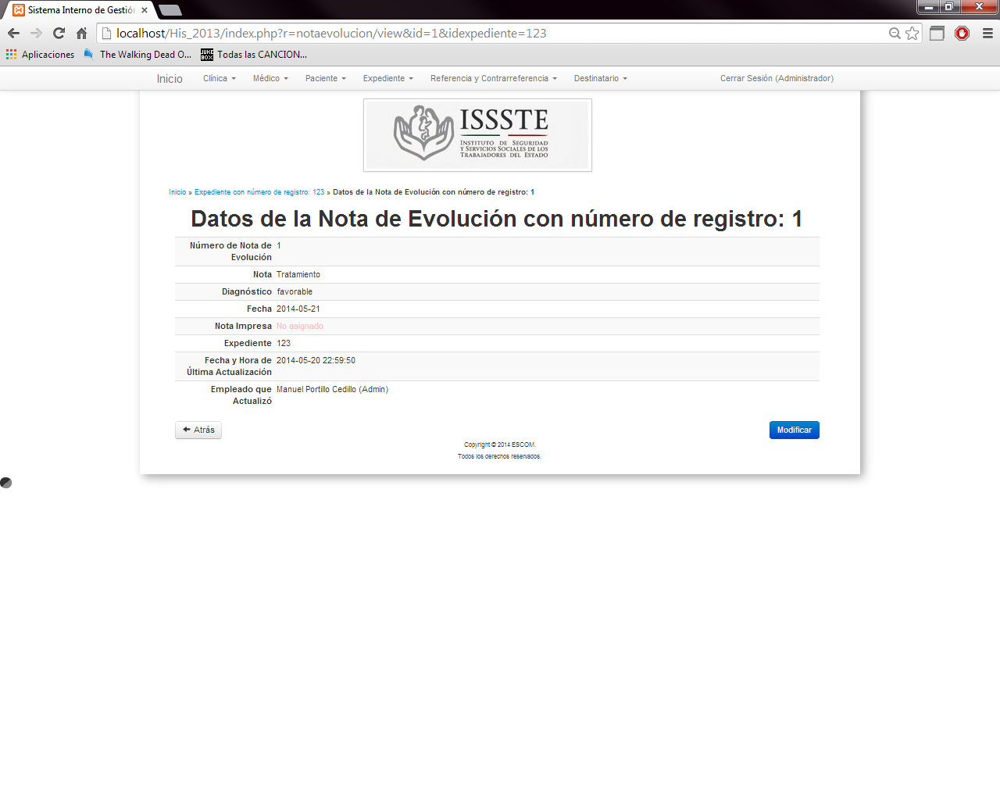 Sistema Interno de Gestió
localhost/His_2013/index.php?r=notaevolucion/view&id=1&idexpediente=123
Aplicaciones The Walking Dead O... JUKE BOX Todas las CANCION...
Inicio Clínica Médico Paciente Expediente Referencia y Contrarreferencia Destinatario Cerrar Sesión (Administrador)
ISSSTE
INSTITUTO DE SEGURIDAD
Y SERVICIOS SOCIALES DE LOS
TRABAJADORES DEL ESTADO
Inicio » Expediente con número de registro: 123 » Datos de la Nota de Evolución con número de registro: 1
Datos de la Nota de Evolución con número de registro: 1
Número de Nota de Evolución 1
Nota Tratamiento
Diagnóstico favorable
Fecha 2014-05-21
Nota Impresa No asignado
Expediente 123
Fecha y Hora de Última Actualización 2014-05-20 22:59:50
Empleado que Actualizó Manuel Portillo Cedillo (Admin)
Atrás Modificar
Copyright © 2014 ESCOM.
Todos los derechos reservados.